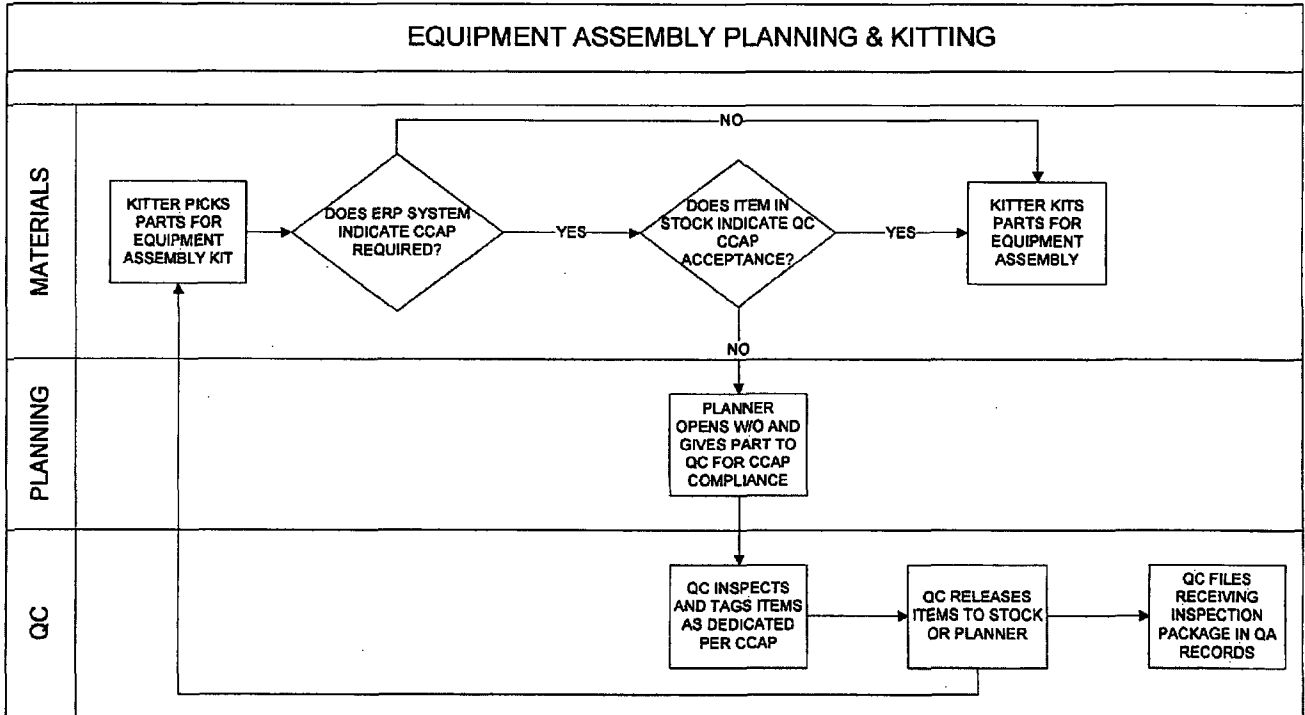 EQUIPMENT ASSEMBLY PLANNING & KITTING
MATERIALS
NO
KITTER PICKS
PARTS FOR
EQUIPMENT
ASSEMBLY KIT
DOES ERP SYSTEM
INDICATE CCAP
REQUIRED?
YES
DOES ITEM IN
STOCK INDICATE QC
CCAP
ACCEPTANCE?
YES
KITTER KITS
PARTS FOR
EQUIPMENT
ASSEMBLY
NO
PLANNING
PLANNER
OPENS W/O AND
GIVES PART TO
QC FOR CCAP
COMPLIANCE
QC
QC INSPECTS
AND TAGS ITEMS
AS DEDICATED
PER CCAP
QC RELEASES
ITEMS TO STOCK
OR PLANNER
QC FILES
RECEIVING
INSPECTION
PACKAGE IN QA
RECORDS